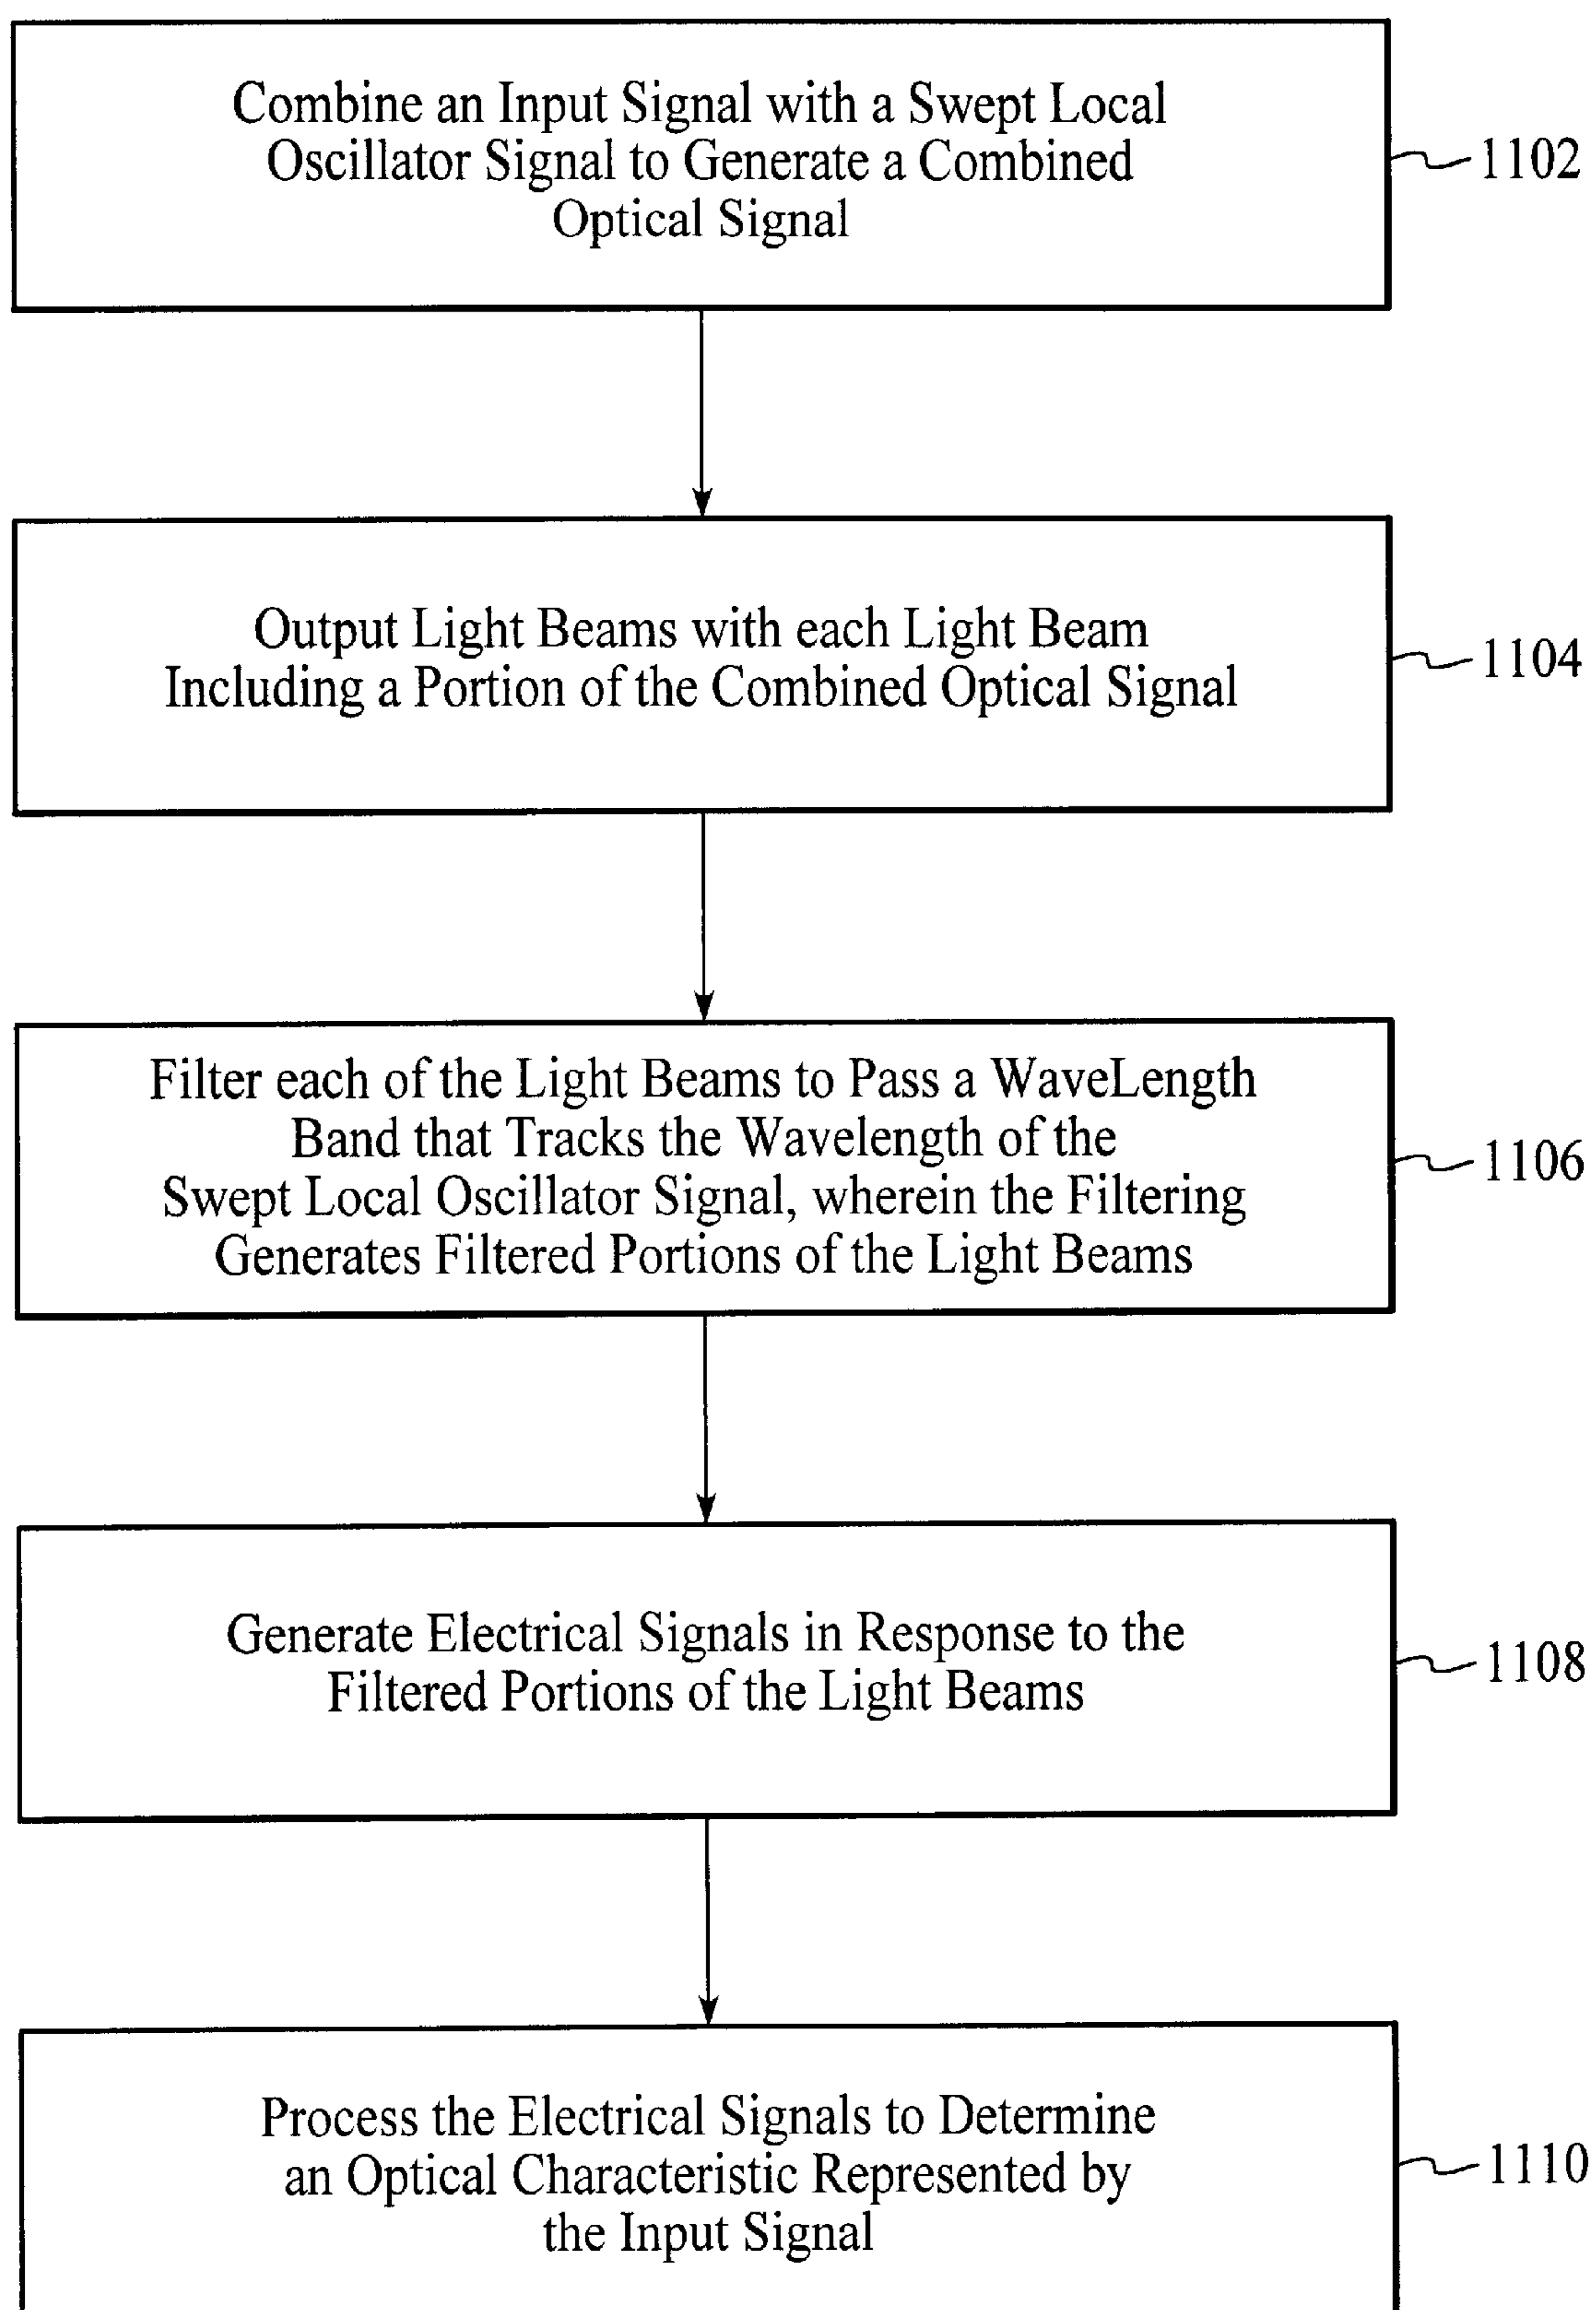 Combine an Input Signal with a Swept Local
Oscillator Signal to Generate a Combined
Optical Signal
1102
Output Light Beams with each Light Beam
Including a Portion of the Combined Optical Signal
1104
Filter each of the Light Beams to Pass a WaveLength
Band that Tracks the Wavelength of the
Swept Local Oscillator Signal, wherein the Filtering
Generates Filtered Portions of the Light Beams
1106
Generate Electrical Signals in Response to the
Filtered Portions of the Light Beams
1108
Process the Electrical Signals to Determine
an Optical Characteristic Represented by
the Input Signal
1110